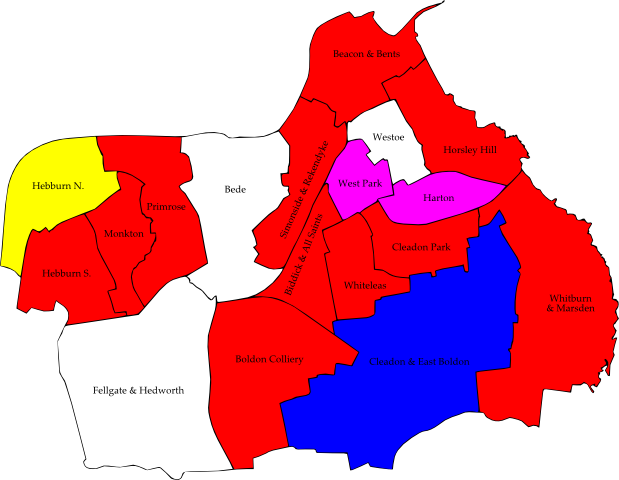 Beacon & Bents
Westoe
Horsley Hill
Simonside & Rekendyke
Hebburn N.
Bede
West Park
Harton
Primrose
Monkton
Biddick & All Saints
Cleadon Park
Hebburn S.
Whiteleas
Whitburn
& Marsden
Boldon Colliery
Cleadon & East Boldon
Fellgate & Hedworth